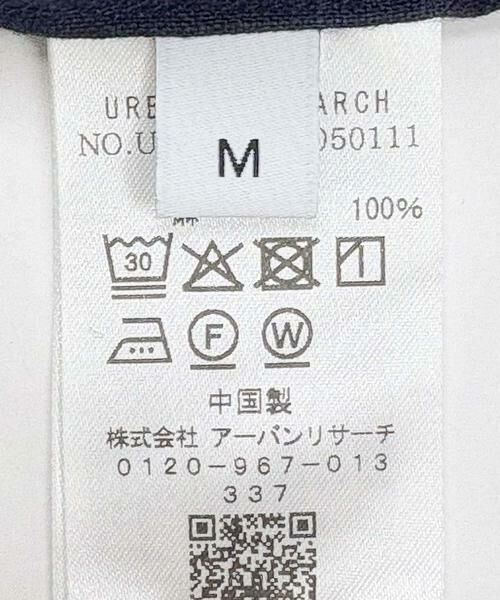 URB ARCH
NO.U 050111
M
100%
30
F W
中国製
株式会社 アーバンリサーチ
0120-967-013
337